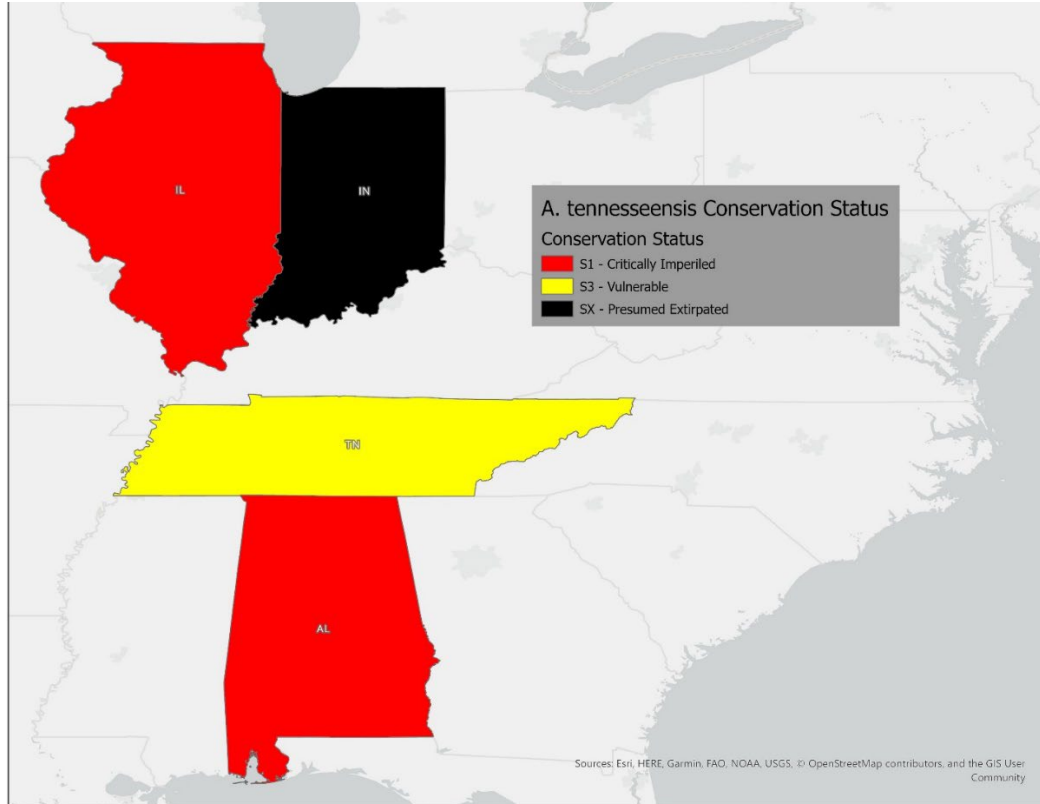 IL
IN
A. tennesseensis Conservation Status
Conservation Status
S1 - Critically Imperiled
S3 - Vulnerable
SX - Presumed Extirpated
TN
AL
Sources: Esri, HERE, Garmin, FAO, NOAA, USGS, © OpenStreetMap contributors, and the GIS User
Community